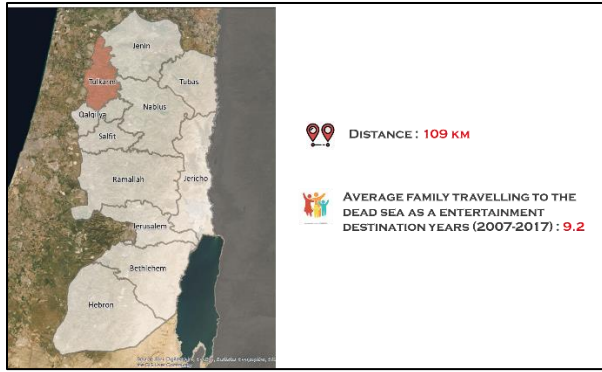 Jenin
Tulkarm
Tubas
Nablus
Qalqilya
Salfit
Ramallah
Jericho
Jerusalem
Bethlehem
Hebron
DISTANCE : 109 KM
AVERAGE FAMILY TRAVELLING TO THE
DEAD SEA AS A ENTERTAINMENT
DESTINATION YEARS (2007-2017) : 9.2